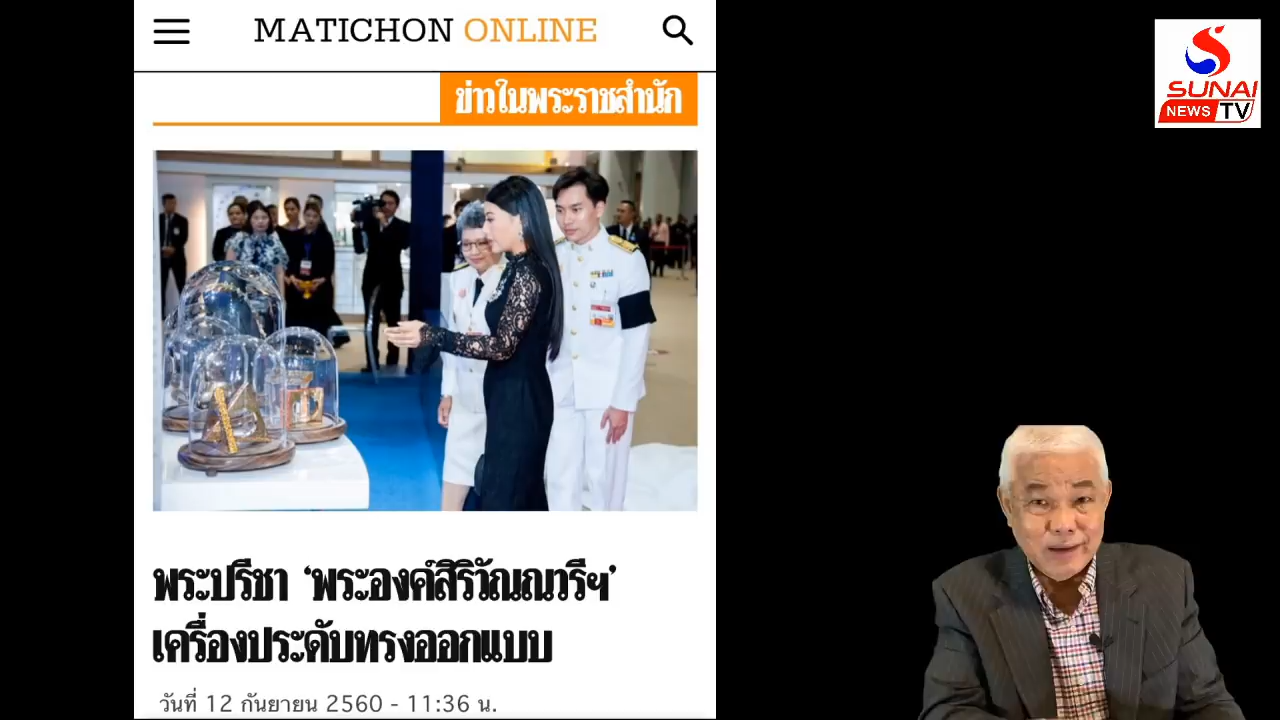 MATICHON ONLINE
ข่าวในพระราชสำนัก
SUNAI
NEWS TV
พระปรีชา ‘พระองค์สิริวัณณวรีฯ’
เครื่องประดับทรงออกแบบ
วันที่ 12 กันยายน 2560 - 11:36 น.